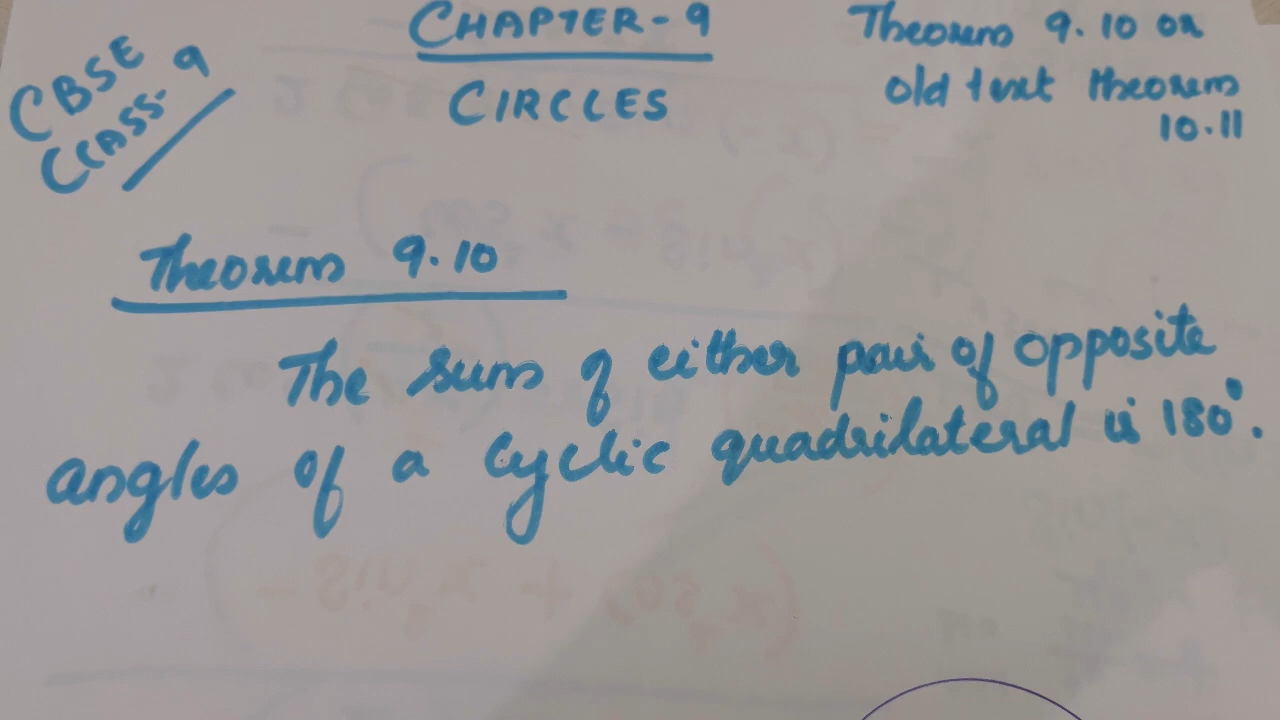 CBSE
CLASS-9
CHAPTER-9
CIRCLES
Theorem 9.10 or
old text theorem
10.11
Theorem 9.10
The sum of either pair of opposite
angles of a cyclic quadrilateral is 180°.